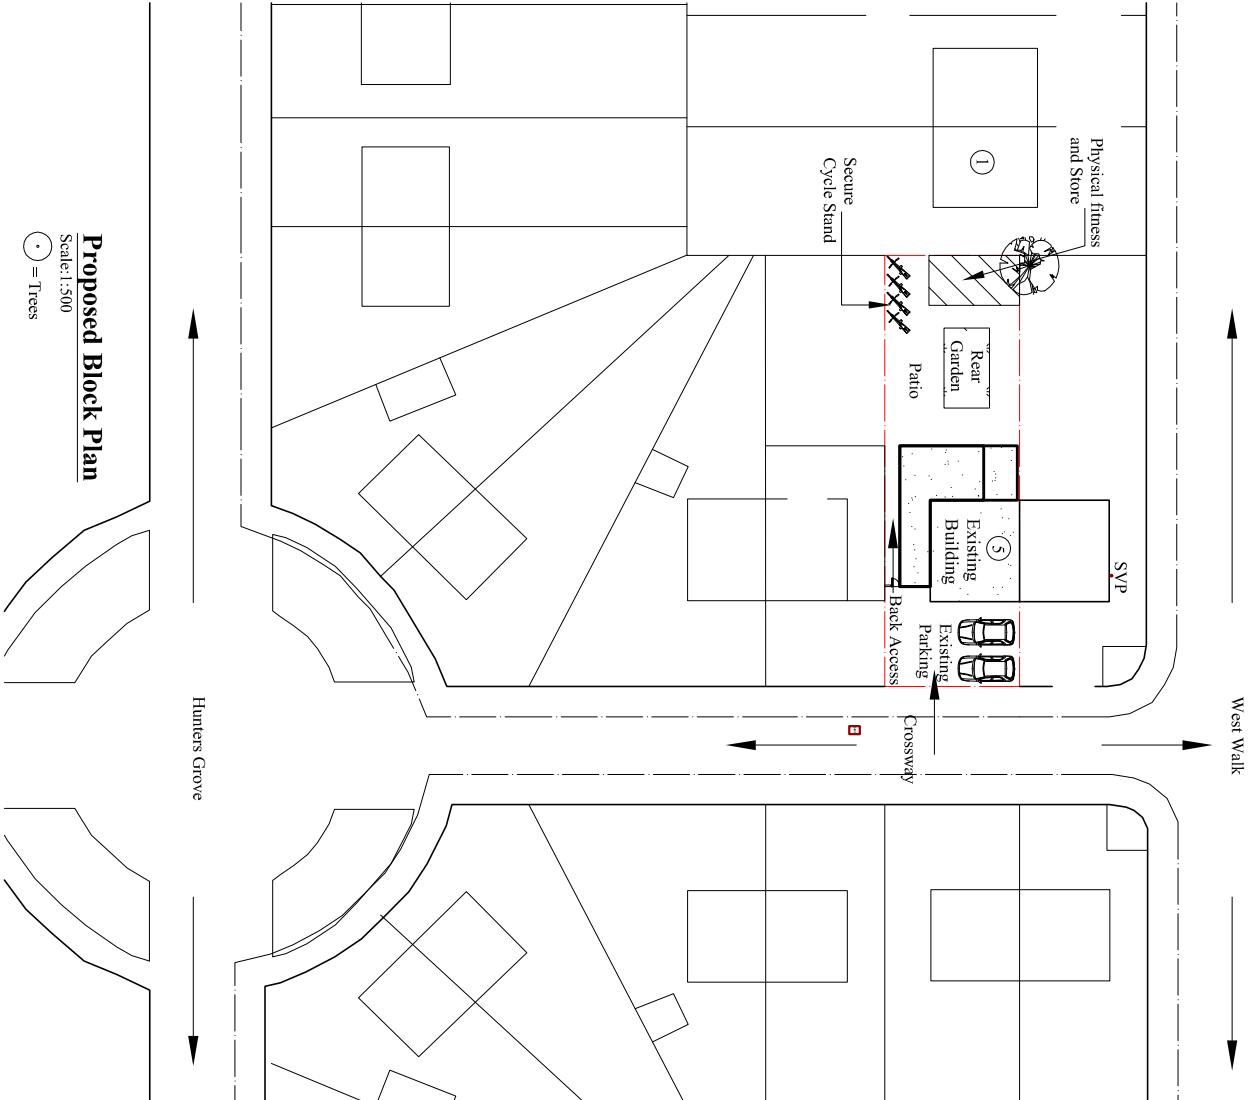 West Walk
SVP
Physical fitness
and Store
1
Secure
Cycle Stand
Rear
Garden
Patio
5
Existing
Building
Existing
Parking
Back Access
Crossway
Hunters Grove
Proposed Block Plan
Scale:1:500
= Trees